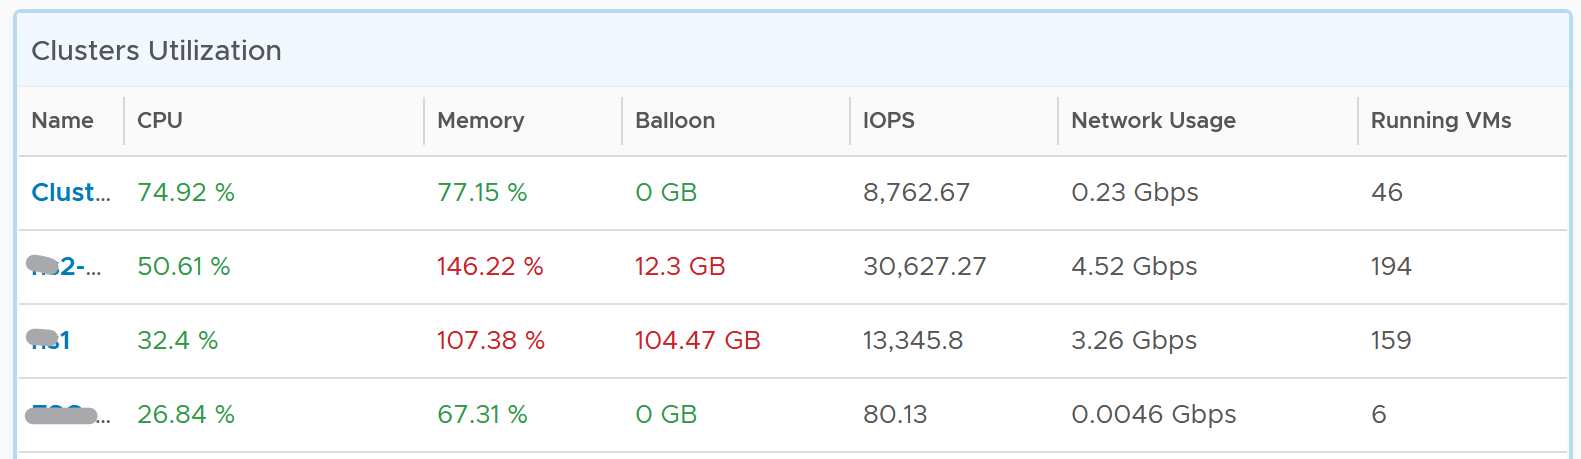 Clusters Utilization
Name CPU Memory Balloon IOPS Network Usage Running VMs
Clust... 74.92 % 77.15 % 0 GB 8,762.67 0.23 Gbps 46
2-... 50.61 % 146.22 % 12.3 GB 30,627.27 4.52 Gbps 194
1 32.4 % 107.38 % 104.47 GB 13,345.8 3.26 Gbps 159
... 26.84 % 67.31 % 0 GB 80.13 0.0046 Gbps 6